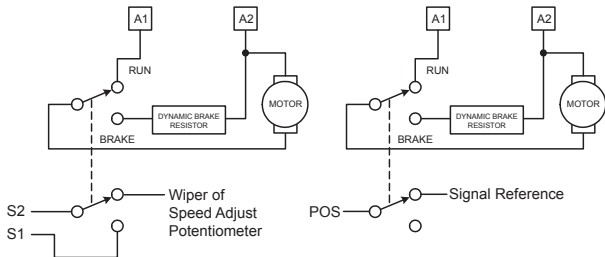 A1
A2
RUN
MOTOR
DYNAMIC BRAKE
RESISTOR
BRAKE
S2
Wiper of
Speed Adjust
Potentiometer
S1
A1
A2
RUN
MOTOR
DYNAMIC BRAKE
RESISTOR
BRAKE
Signal Reference
POS